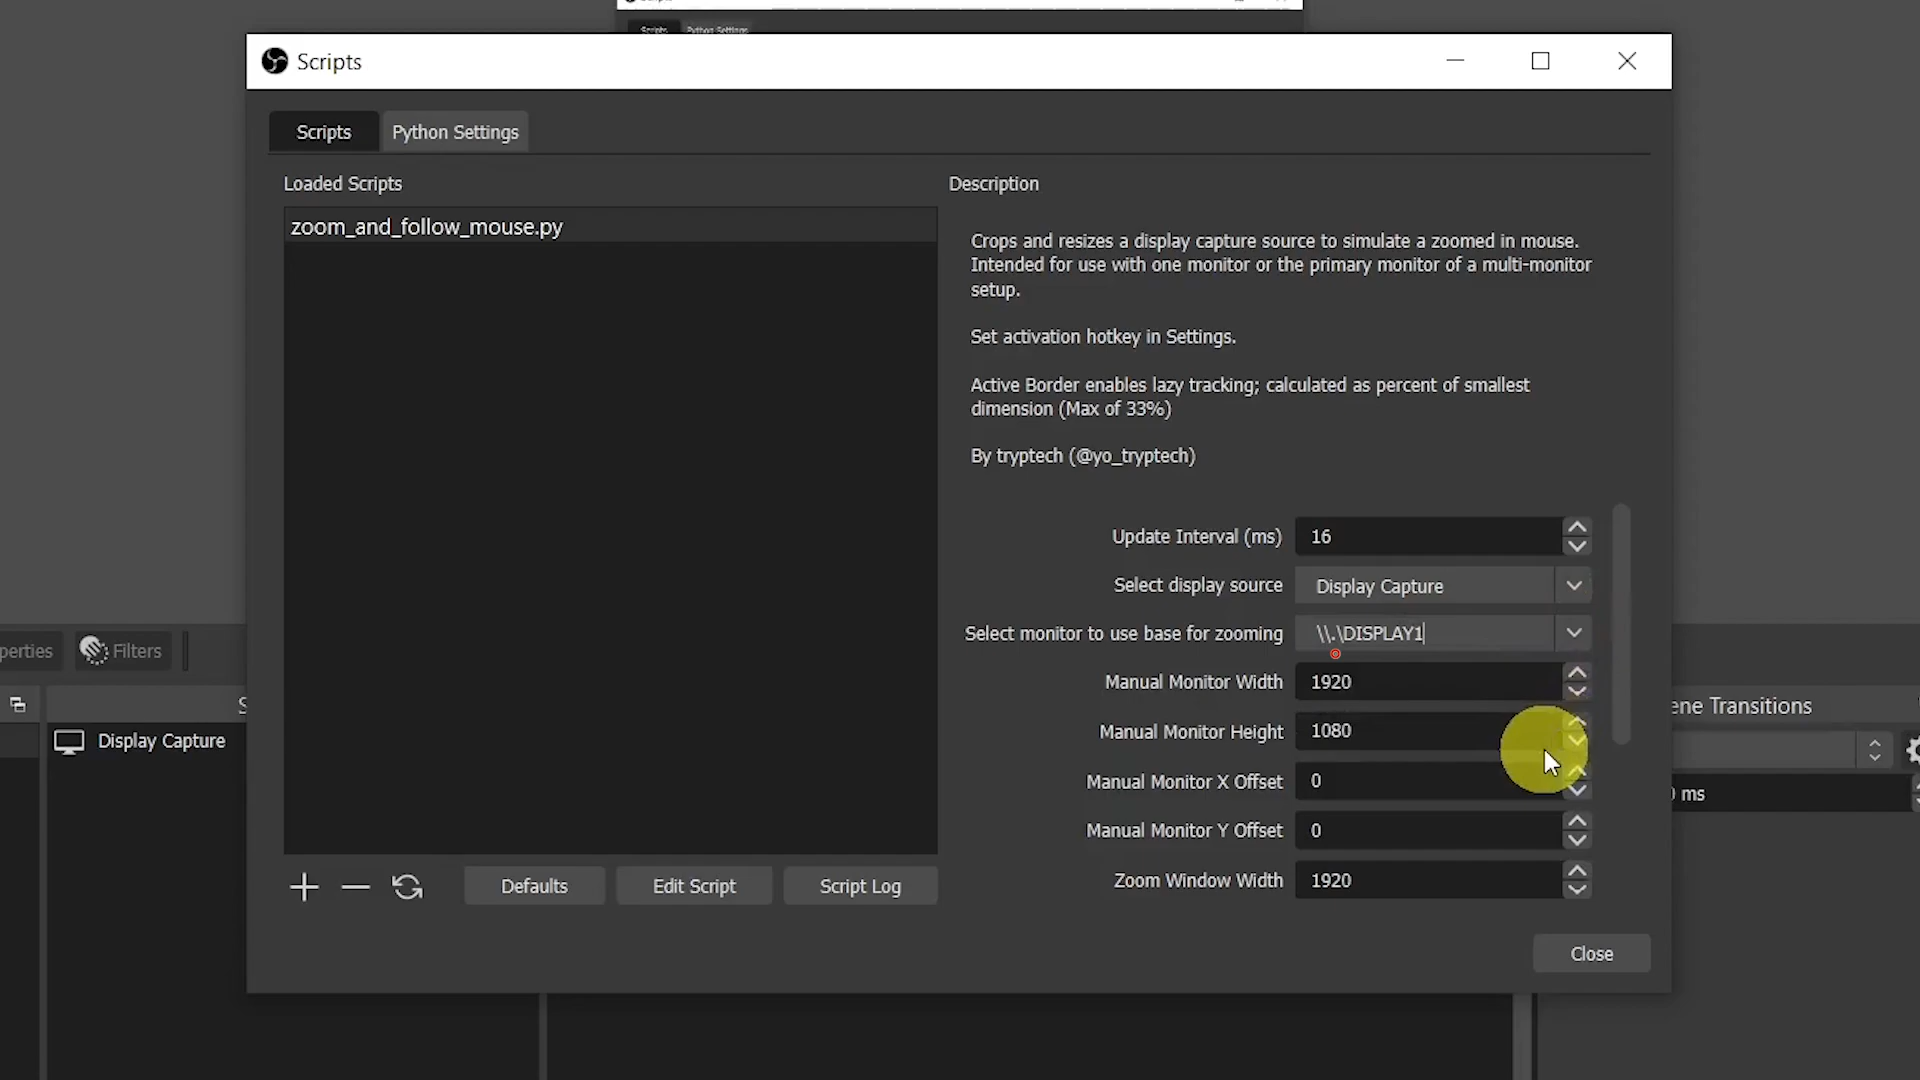 Scripts Python Settings
Scripts
Scripts Python Settings
Loaded Scripts
zoom_and_follow_mouse.py
Description
Crops and resizes a display capture source to simulate a zoomed in mouse.
Intended for use with one monitor or the primary monitor of a multi-monitor
setup.
Set activation hotkey in Settings.
Active Border enables lazy tracking; calculated as percent of smallest
dimension (Max of 33%)
By tryptech (@yo_tryptech)
Update Interval (ms) 16
Select display source Display Capture
Select monitor to use base for zooming \\.\DISPLAY1
Manual Monitor Width 1920
Manual Monitor Height 1080
Manual Monitor X Offset 0
Manual Monitor Y Offset 0
Zoom Window Width 1920
Defaults Edit Script Script Log
Close
perties Filters
S
Display Capture
ene Transitions
ms